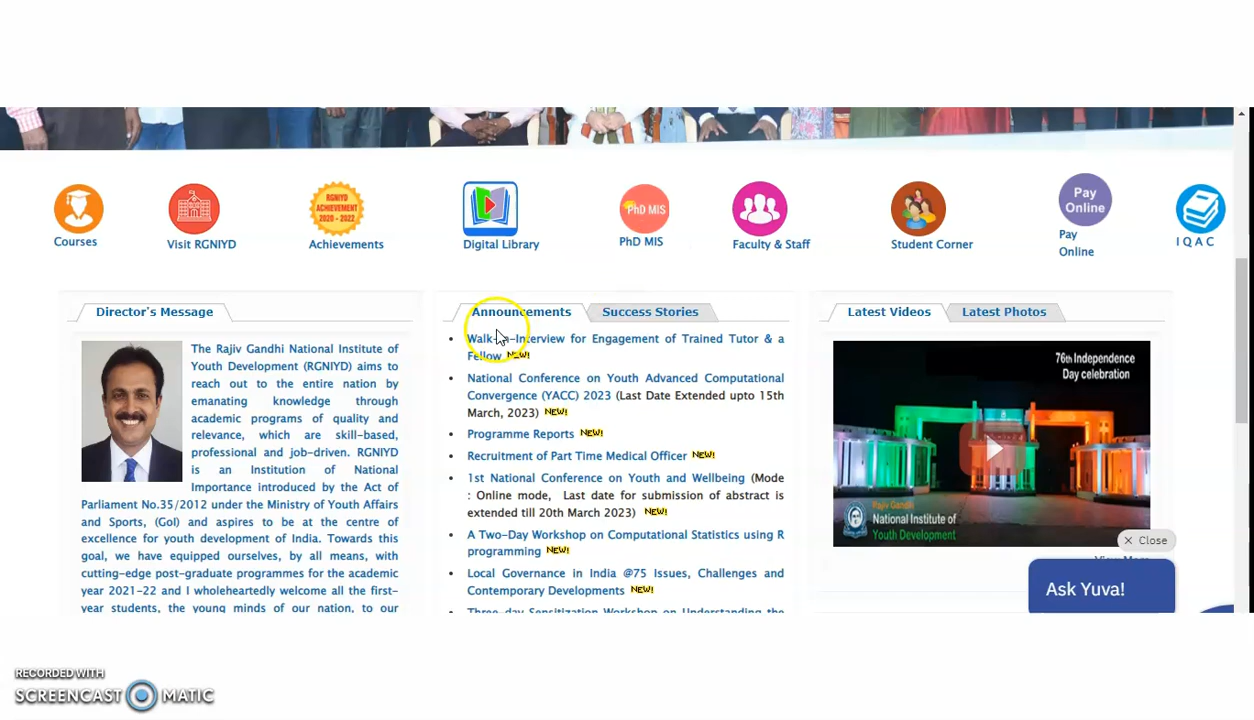 RGNIYD
ACHIEVEMENT
2020 - 2022
PhD MIS
Pay
Online
Courses
Visit RGNIYD
Achievements
Digital Library
PhD MIS
Faculty & Staff
Student Corner
Pay
Online
I Q A C
Director's Message
The Rajiv Gandhi National Institute of
Youth Development (RGNIYD) aims to
reach out to the entire nation by
emanating knowledge through
academic programs of quality and
relevance, which are skill-based,
professional and job-driven. RGNIYD
is an Institution of National
Importance introduced by the Act of
Parliament No.35/2012 under the Ministry of Youth Affairs
and Sports, (GoI) and aspires to be at the centre of
excellence for youth development of India. Towards this
goal, we have equipped ourselves, by all means, with
cutting-edge post-graduate programmes for the academic
year 2021-22 and I wholeheartedly welcome all the first-
year students, the young minds of our nation, to our
Announcements
Success Stories
Walk-in-Interview for Engagement of Trained Tutor & a
Fellow NEW!
National Conference on Youth Advanced Computational
Convergence (YACC) 2023 (Last Date Extended upto 15th
March, 2023) NEW!
Programme Reports NEW!
Recruitment of Part Time Medical Officer NEW!
1st National Conference on Youth and Wellbeing (Mode
: Online mode, Last date for submission of abstract is
extended till 20th March 2023) NEW!
A Two-Day Workshop on Computational Statistics using R
programming NEW!
Local Governance in India @75 Issues, Challenges and
Contemporary Developments NEW!
Three-day Sensitization Workshop on Understanding the
Latest Videos
Latest Photos
76th Independence
Day celebration
Rajiv Gandhi
National Institute of
Youth Development
View More
Close
Ask Yuva!
RECORDED WITH
SCREENCAST MATIC